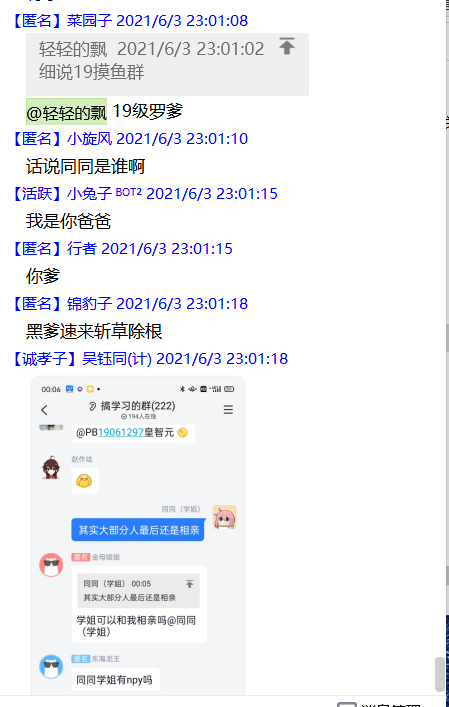 【匿名】菜园子 2021/6/3 23:01:08
轻轻的飘 2021/6/3 23:01:02
细说19摸鱼群
@轻轻的飘 19级罗爹
【匿名】小旋风 2021/6/3 23:01:10
话说同同是谁啊
【活跃】小兔子 BOT2 2021/6/3 23:01:15
我是你爸爸
【匿名】行者 2021/6/3 23:01:15
你爹
【匿名】锦豹子 2021/6/3 23:01:18
黑爹速来斩草除根
【诚孝子】吴钰同(计) 2021/6/3 23:01:18
00:06
搞学习的群(222)
194人在线
@PB19061297皇智元
同同（学姐）
其实大部分人最后还是相亲
匿名 金母娘娘
同同（学姐） 00:05
其实大部分人最后还是相亲
学姐可以和我相亲吗@同同
（学姐）
匿名 东海龙王
同同学姐有npy吗